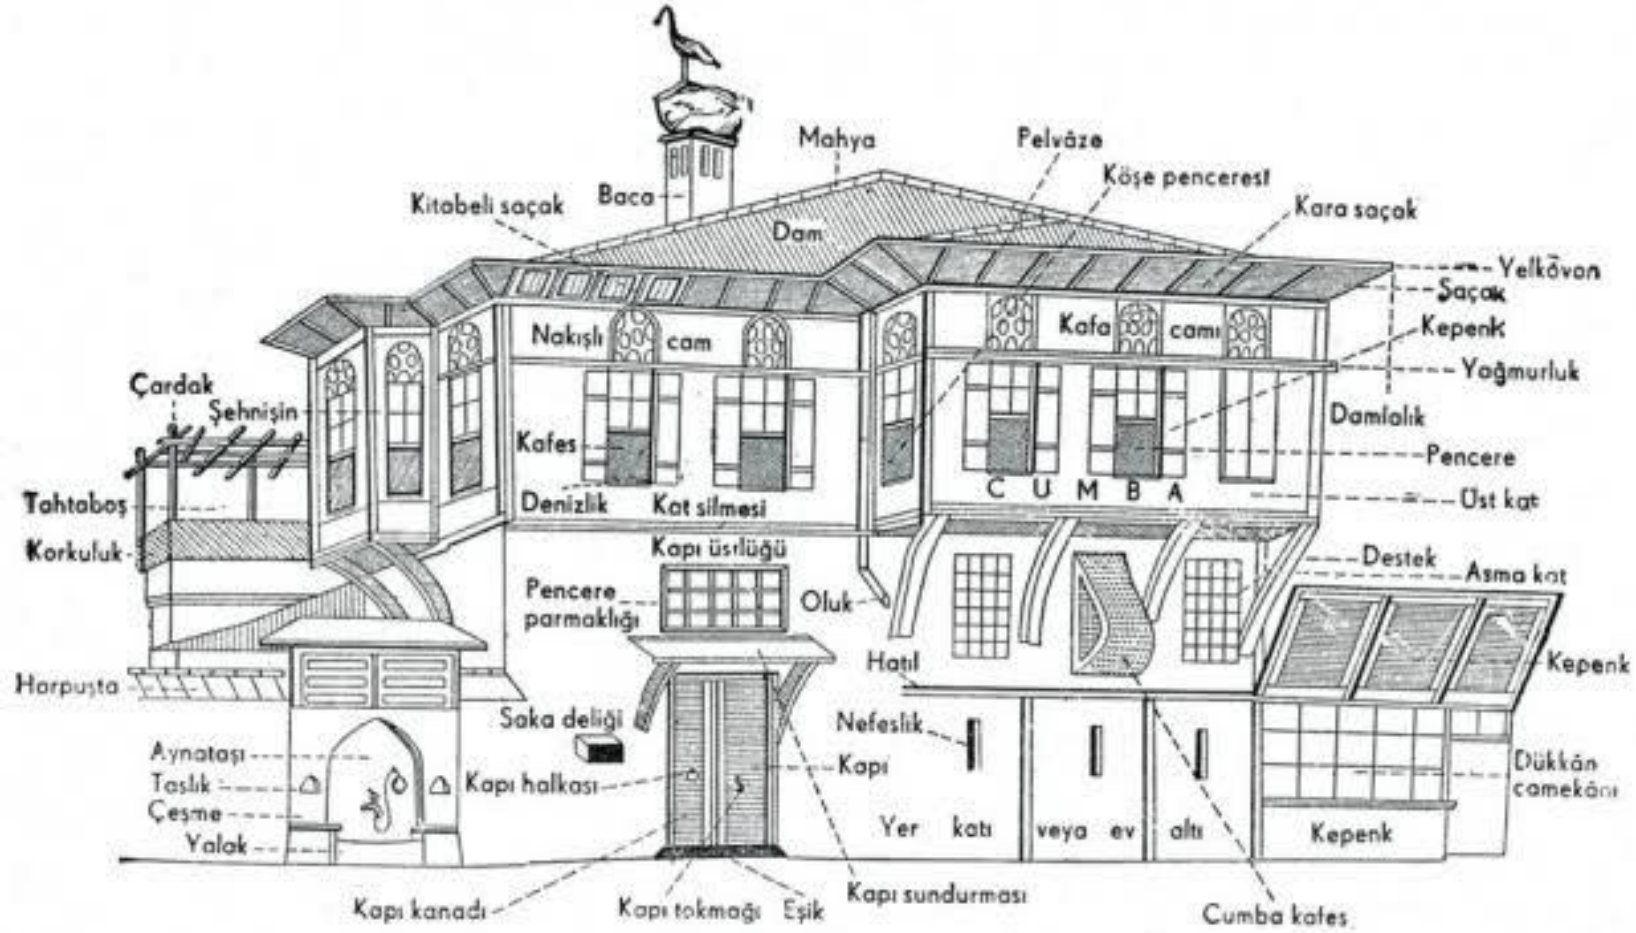 Mahya
Pelvâze
Köşe penceresi
Kitabeli saçak
Baca
Kara saçak
Dam
Yelkovan
Saçak
Nakışlı cam
Kafa camı
Kepenk
Yağmurluk
Çardak
Şehnişin
Damlalık
Kafes
Pencere
Denizlik
Kat silmesi
CUMBA
Üst kat
Tahtaboş
Korkuluk
Kapı üstlüğü
Destek
Asma kat
Pencere
parmaklığı
Oluk
Hatıl
Kepenk
Harpuşta
Saka deliği
Nefeslik
Aynataşı
Kapı
Dükkân
camekânı
Taslık
Kapı halkası
Çeşme
Yer katı veya ev altı
Kepenk
Yalak
Kapı kanadı
Kapı tokmağı
Eşik
Kapı sundurması
Cumba kafes